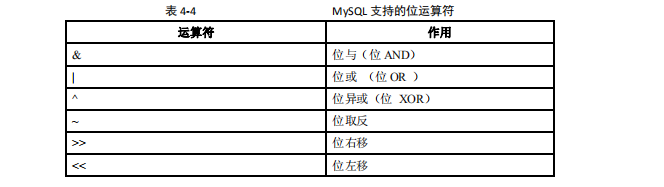 表 4-4 MySQL 支持的位运算符
运算符 作用
& 位与（位 AND）
| 位或 （位 OR ）
^ 位异或（位 XOR）
~ 位取反
>> 位右移
<< 位左移